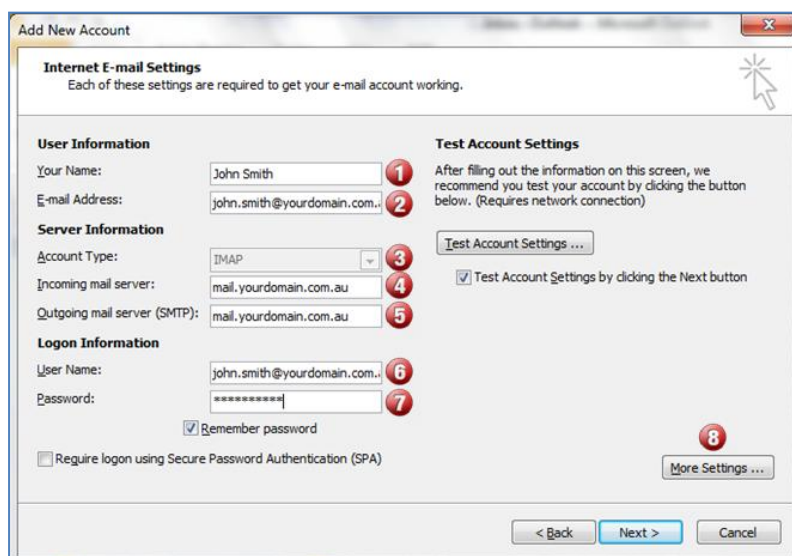 Add New Account
Internet E-mail Settings
Each of these settings are required to get your e-mail account working.
User Information
Your Name: John Smith 1
E-mail Address: john.smith@yourdomain.com. 2
Server Information
Account Type: IMAP 3
Incoming mail server: mail.yourdomain.com.au 4
Outgoing mail server (SMTP): mail.yourdomain.com.au 5
Logon Information
User Name: john.smith@yourdomain.com. 6
Password: ********** 7
Remember password
Require logon using Secure Password Authentication (SPA)
Test Account Settings
After filling out the information on this screen, we
recommend you test your account by clicking the button
below. (Requires network connection)
Test Account Settings ...
Test Account Settings by clicking the Next button
8
More Settings ...
< Back
Next >
Cancel